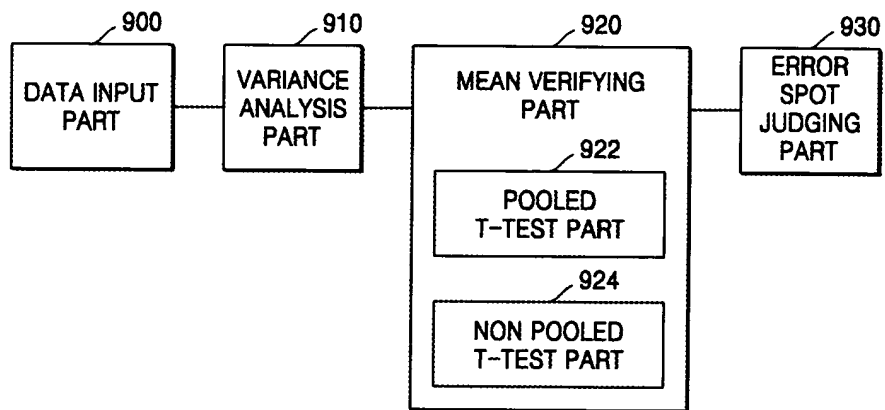 900
DATA INPUT
PART
910
VARIANCE
ANALYSIS
PART
920
MEAN VERIFYING
PART
922
POOLED
T-TEST PART
924
NON POOLED
T-TEST PART
930
ERROR
SPOT
JUDGING
PART